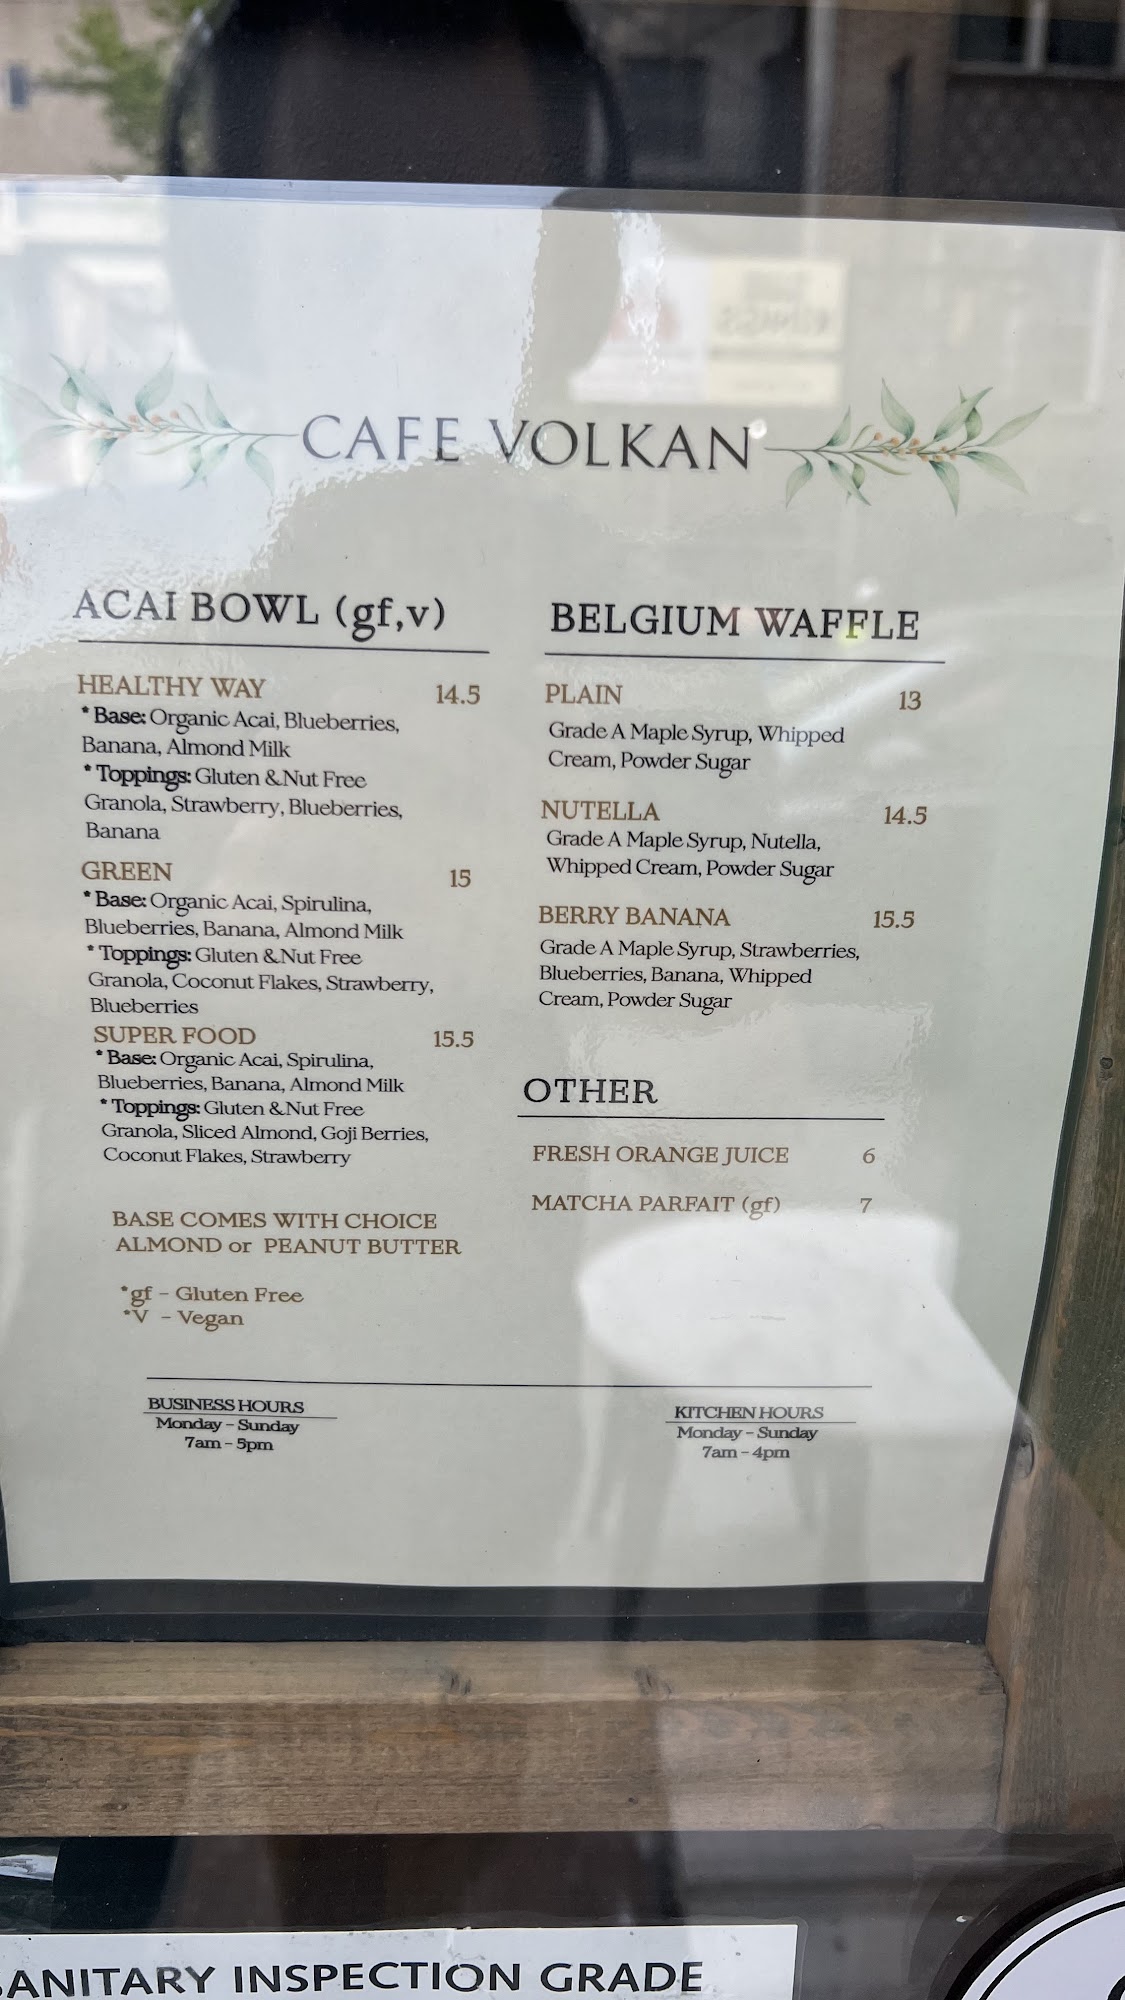 CAFE VOLKAN
ACAI BOWL (gf,v)
HEALTHY WAY 14.5
* Base: Organic Acai, Blueberries,
Banana, Almond Milk
* Toppings: Gluten & Nut Free
Granola, Strawberry, Blueberries,
Banana
GREEN 15
* Base: Organic Acai, Spirulina,
Blueberries, Banana, Almond Milk
* Toppings: Gluten & Nut Free
Granola, Coconut Flakes, Strawberry,
Blueberries
SUPER FOOD 15.5
* Base: Organic Acai, Spirulina,
Blueberries, Banana, Almond Milk
* Toppings: Gluten & Nut Free
Granola, Sliced Almond, Goji Berries,
Coconut Flakes, Strawberry
BASE COMES WITH CHOICE
ALMOND or PEANUT BUTTER
*gf - Gluten Free
*V - Vegan
BELGIUM WAFFLE
PLAIN 13
Grade A Maple Syrup, Whipped
Cream, Powder Sugar
NUTELLA 14.5
Grade A Maple Syrup, Nutella,
Whipped Cream, Powder Sugar
BERRY BANANA 15.5
Grade A Maple Syrup, Strawberries,
Blueberries, Banana, Whipped
Cream, Powder Sugar
OTHER
FRESH ORANGE JUICE 6
MATCHA PARFAIT (gf) 7
BUSINESS HOURS
Monday - Sunday
7am - 5pm
KITCHEN HOURS
Monday - Sunday
7am - 4pm
SANITARY INSPECTION GRADE